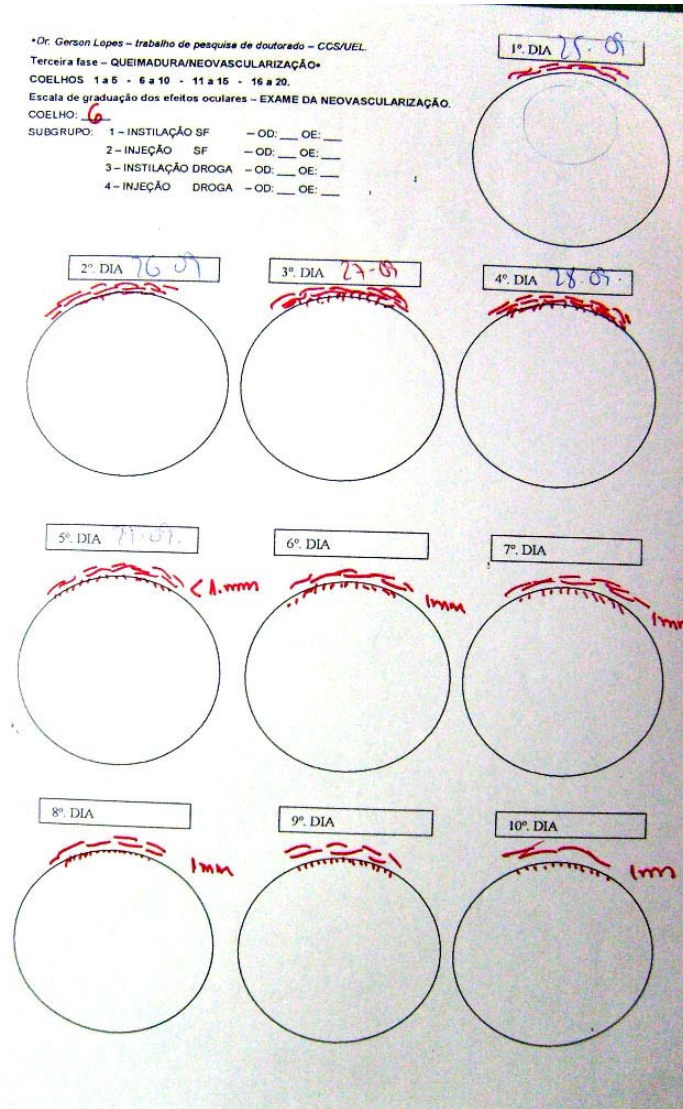 •Dr. Gerson Lopes – trabalho de pesquisa de doutorado – CCS/UEL.
Terceira fase – QUEIMADURA/NEOVASCULARIZAÇÃO•
COELHOS 1 a 5 - 6 a 10 - 11 a 15 - 16 a 20.
Escala de graduação dos efeitos oculares – EXAME DA NEOVASCULARIZAÇÃO.
COELHO: 6
SUBGRUPO: 1 – INSTILAÇÃO SF – OD: ___ OE: ___
2 – INJEÇÃO SF – OD: ___ OE: ___
3 – INSTILAÇÃO DROGA – OD: ___ OE: ___
4 – INJEÇÃO DROGA – OD: ___ OE: ___
1º. DIA 25.09
2º. DIA 26.09
3º. DIA 27-09
4º. DIA 28.09.
5º. DIA 29.09.
<1.mm
6º. DIA
1mm
7º. DIA
1mm
8º. DIA
1mm
9º. DIA
10º. DIA
1mm